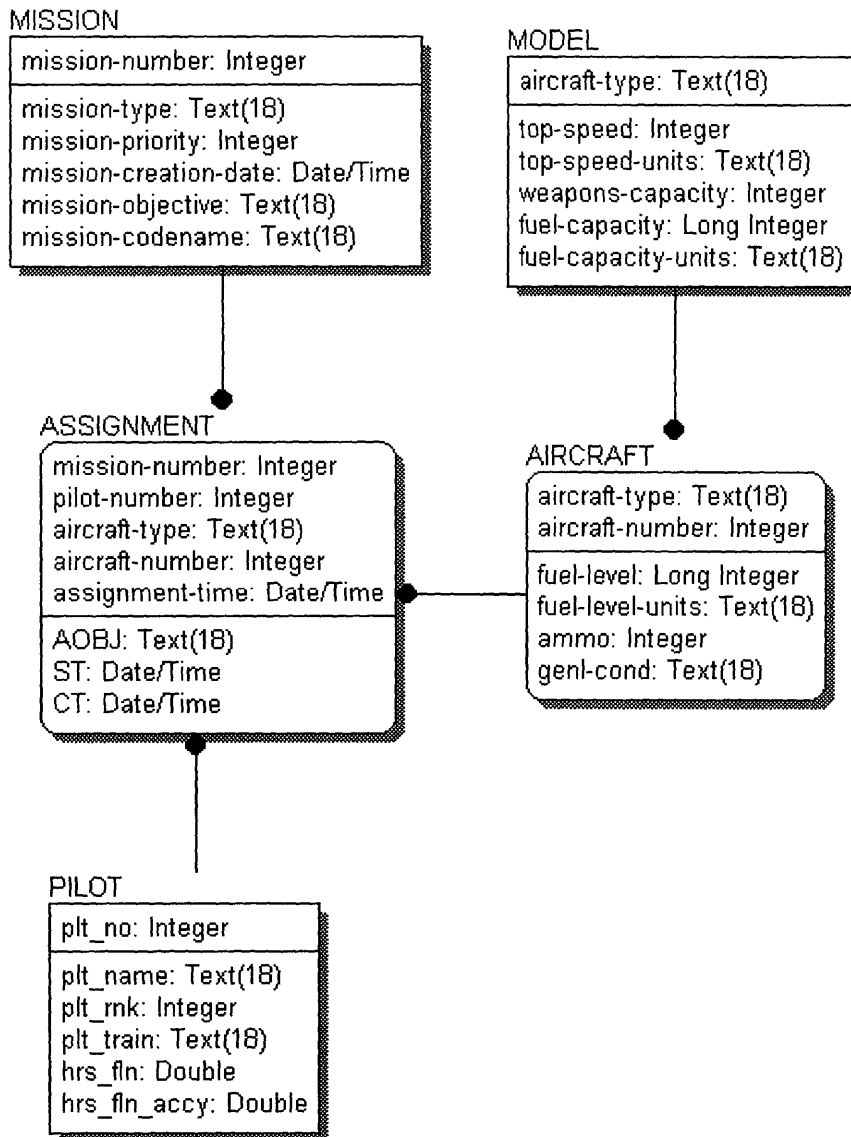 MISSION
mission-number: Integer
mission-type: Text(18)
mission-priority: Integer
mission-creation-date: Date/Time
mission-objective: Text(18)
mission-codename: Text(18)
MODEL
aircraft-type: Text(18)
top-speed: Integer
top-speed-units: Text(18)
weapons-capacity: Integer
fuel-capacity: Long Integer
fuel-capacity-units: Text(18)
ASSIGNMENT
mission-number: Integer
pilot-number: Integer
aircraft-type: Text(18)
aircraft-number: Integer
assignment-time: Date/Time
AOBJ: Text(18)
ST: Date/Time
CT: Date/Time
AIRCRAFT
aircraft-type: Text(18)
aircraft-number: Integer
fuel-level: Long Integer
fuel-level-units: Text(18)
ammo: Integer
genl-cond: Text(18)
PILOT
plt_no: Integer
plt_name: Text(18)
plt_rnk: Integer
plt_train: Text(18)
hrs_fln: Double
hrs_fln_accy: Double